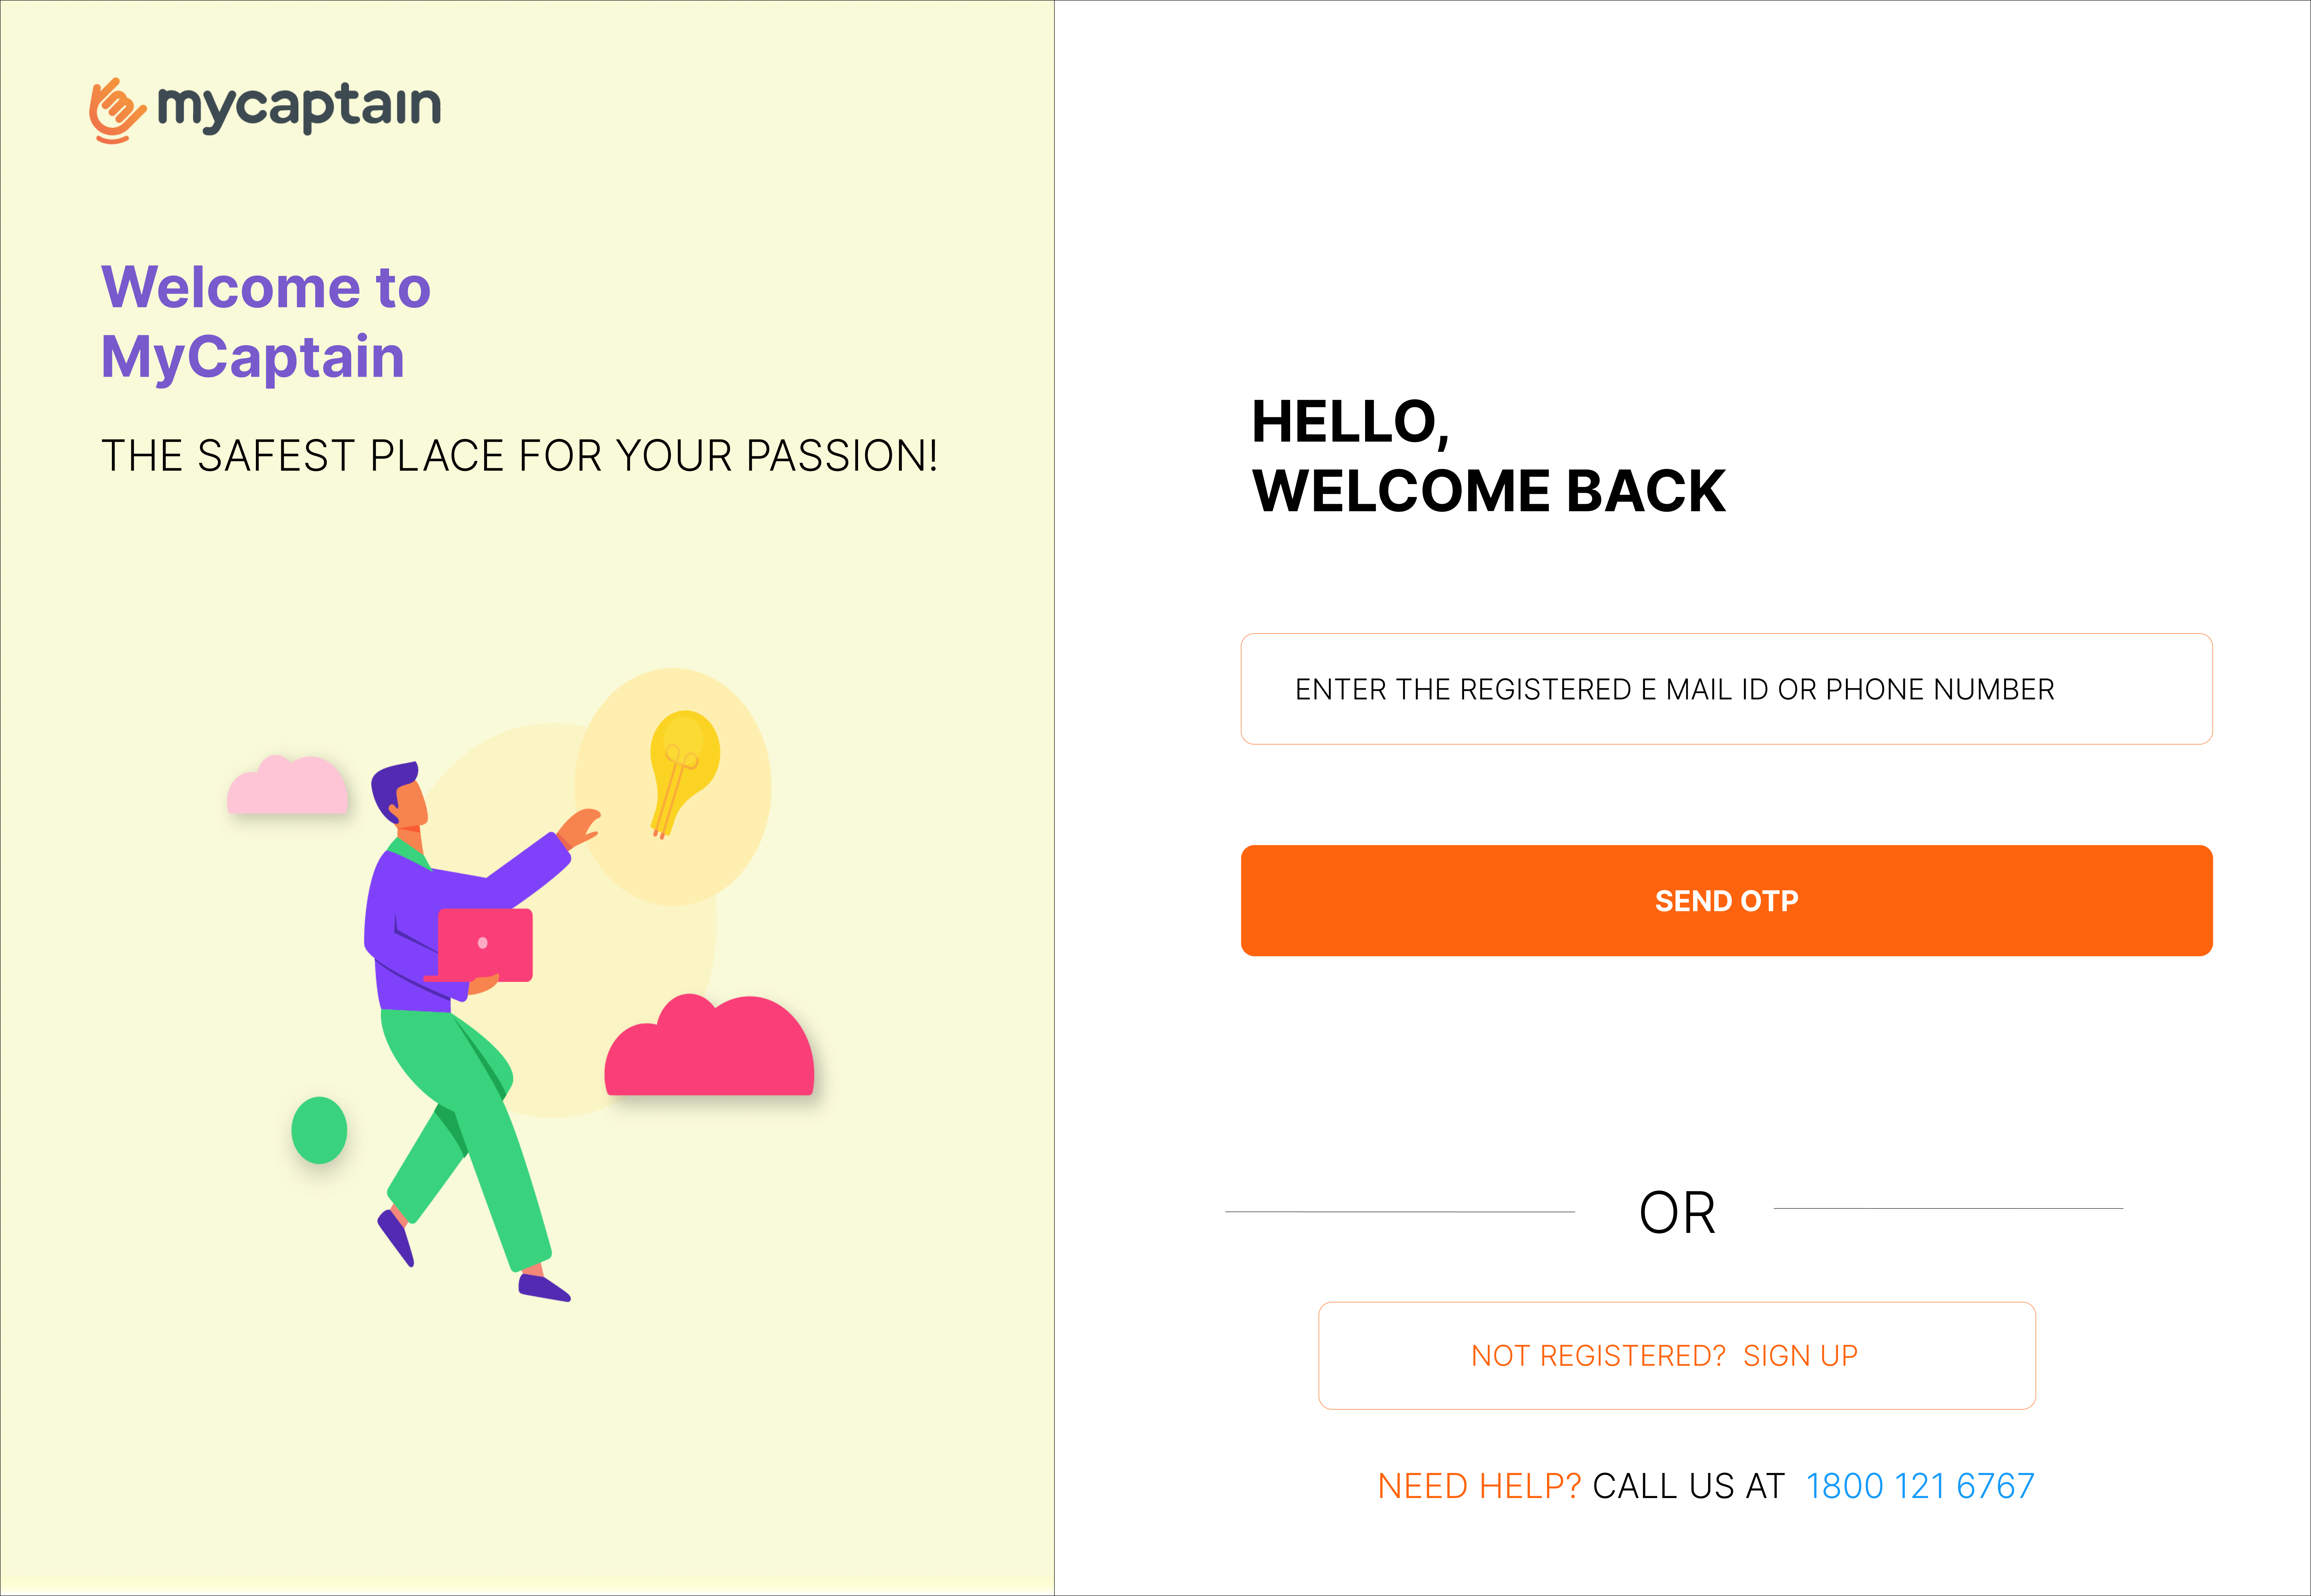 mycaptain
Welcome to
MyCaptain
THE SAFEST PLACE FOR YOUR PASSION!
HELLO,
WELCOME BACK
ENTER THE REGISTERED E MAIL ID OR PHONE NUMBER
SEND OTP
OR
NOT REGISTERED? SIGN UP
NEED HELP? CALL US AT 1800 121 6767